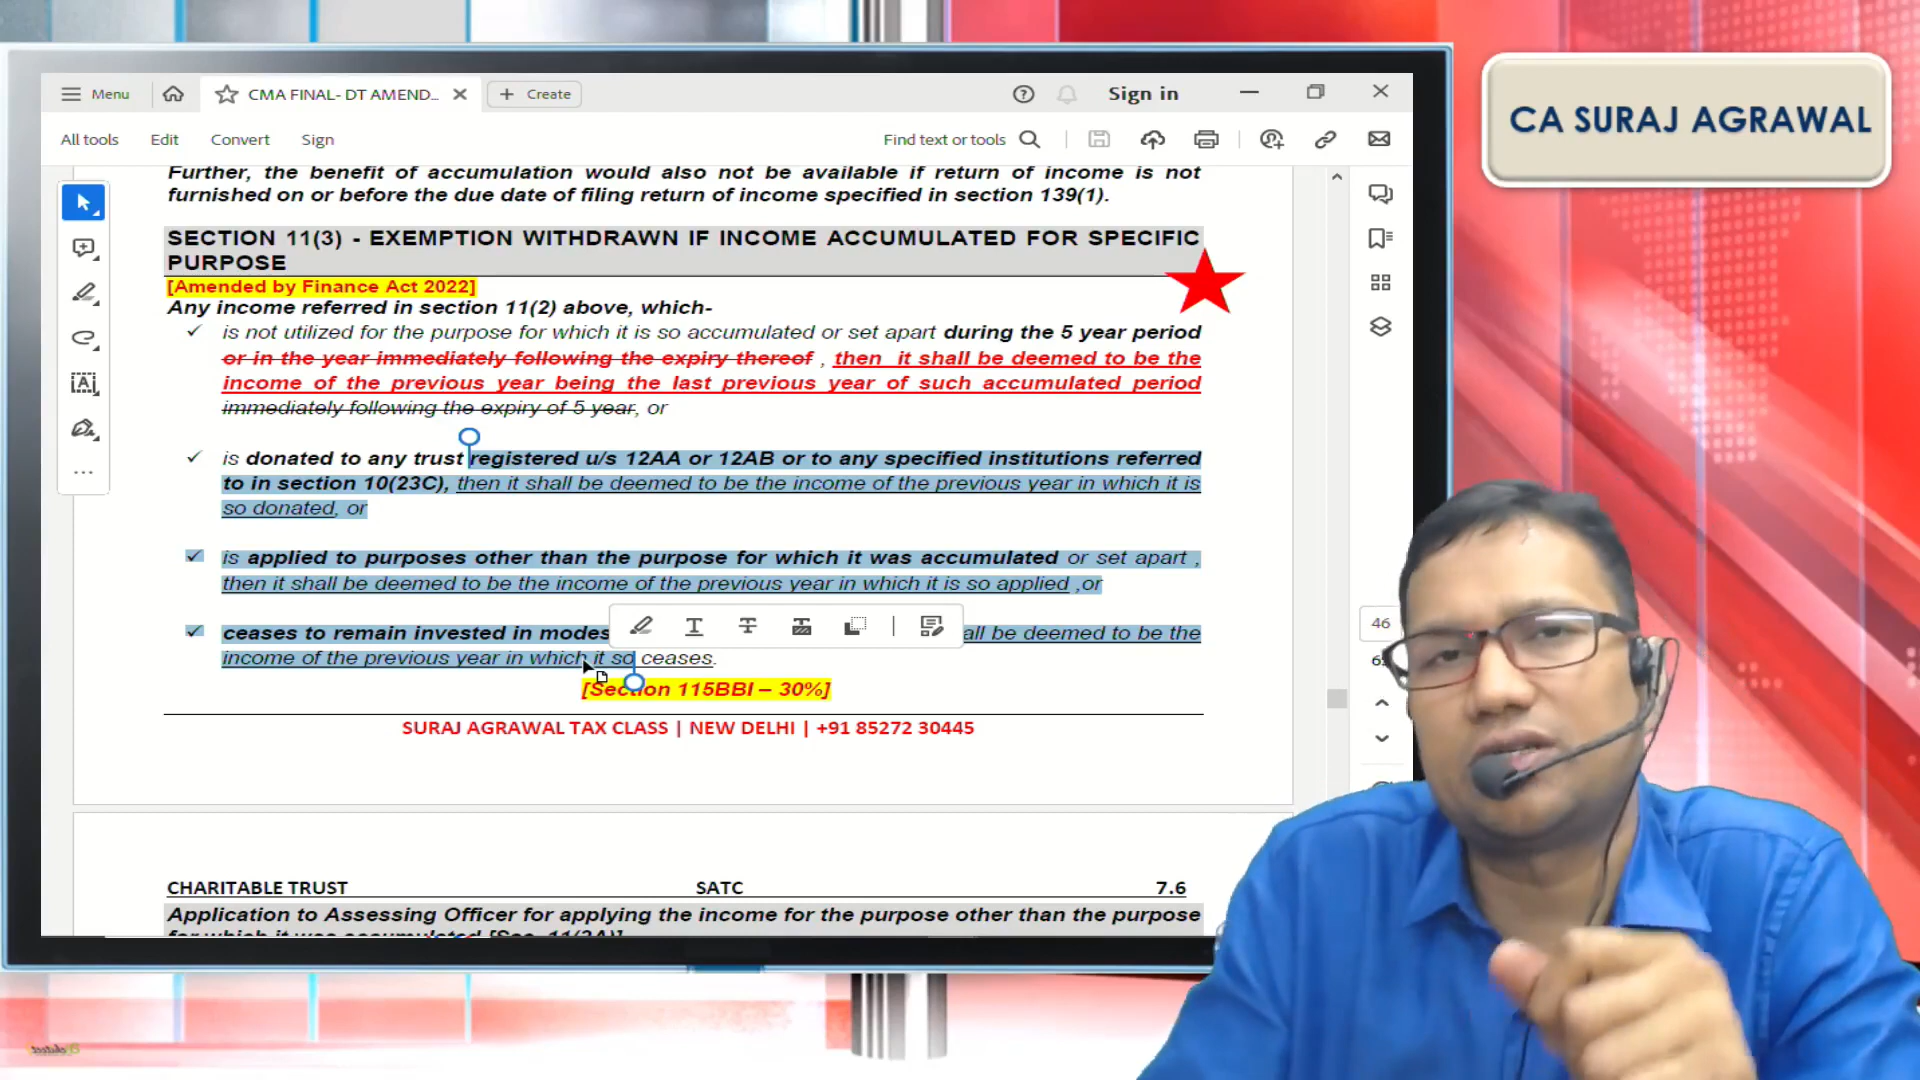 CA SURAJ AGRAWAL
Menu
CMA FINAL- DT AMEND...
Create
Sign in
All tools
Edit
Convert
Sign
Find text or tools
Further, the benefit of accumulation would also not be available if return of income is not
furnished on or before the due date of filing return of income specified in section 139(1).
SECTION 11(3) - EXEMPTION WITHDRAWN IF INCOME ACCUMULATED FOR SPECIFIC
PURPOSE
[Amended by Finance Act 2022]
Any income referred in section 11(2) above, which-
✓ is not utilized for the purpose for which it is so accumulated or set apart during the 5 year period
or in the year immediately following the expiry thereof , then it shall be deemed to be the
income of the previous year being the last previous year of such accumulated period
immediately following the expiry of 5 year, or
✓ is donated to any trust registered u/s 12AA or 12AB or to any specified institutions referred
to in section 10(23C), then it shall be deemed to be the income of the previous year in which it is
so donated, or
✓ is applied to purposes other than the purpose for which it was accumulated or set apart ,
then it shall be deemed to be the income of the previous year in which it is so applied ,or
✓ ceases to remain invested in modes all be deemed to be the
income of the previous year in which it so ceases.
[Section 115BBI – 30%]
SURAJ AGRAWAL TAX CLASS | NEW DELHI | +91 85272 30445
46
CHARITABLE TRUST SATC 7.6
Application to Assessing Officer for applying the income for the purpose other than the purpose
for which it was accumulated [Sec. 11(3A)]